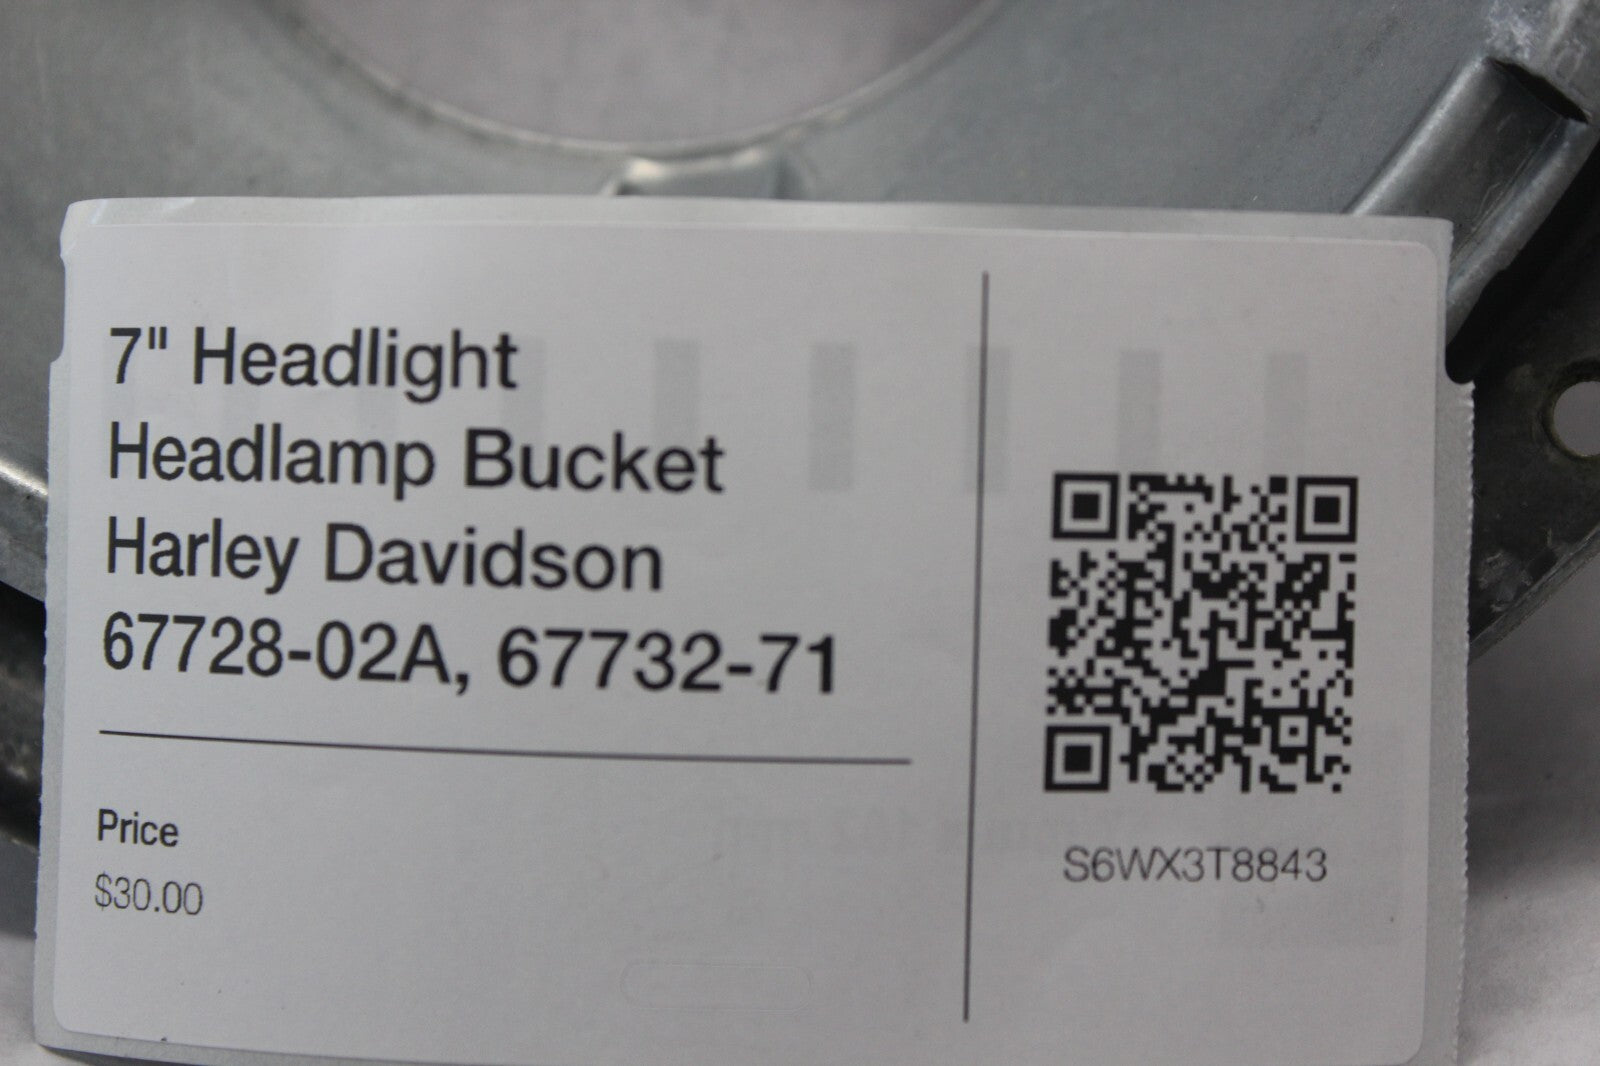 7" Headlight
Headlamp Bucket
Harley Davidson
67728-02A, 67732-71
Price
$30.00
S6WX3T8843